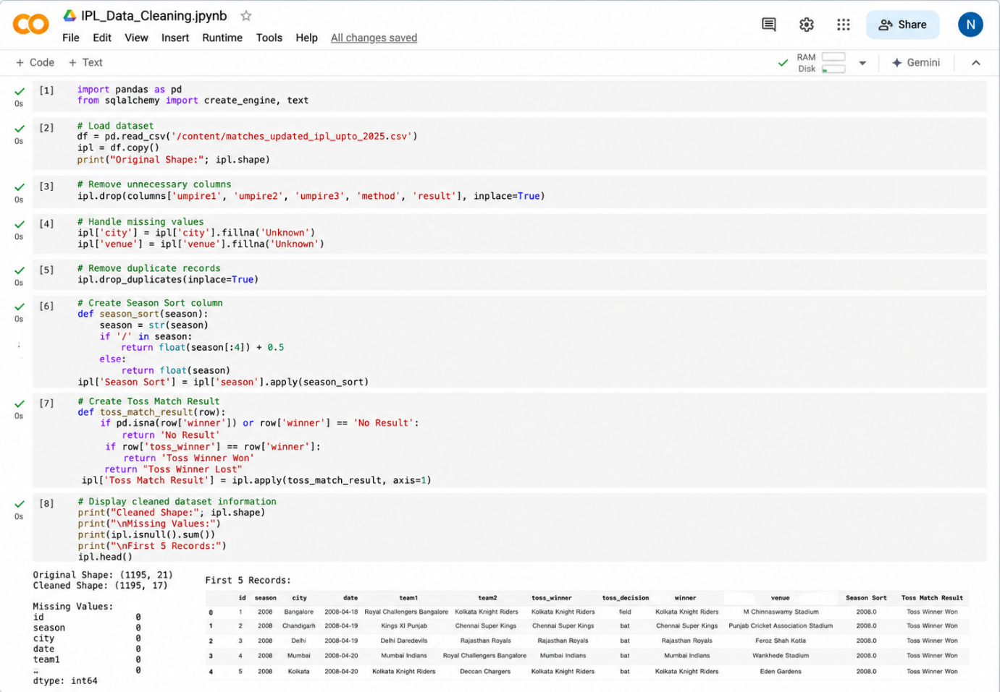 IPL_Data_Cleaning.jpynb
File Edit View Insert Runtime Tools Help All changes saved
Share
N
+ Code + Text
RAM
Disk
Gemini
[1] import pandas as pd
0s from sqlalchemy import create_engine, text
[2] # Load dataset
0s df = pd.read_csv('/content/matches_updated_ipl_upto_2025.csv')
ipl = df.copy()
print("Original Shape:"; ipl.shape)
[3] # Remove unnecessary columns
0s ipl.drop(columns['umpire1', 'umpire2', 'umpire3', 'method', 'result'], inplace=True)
[4] # Handle missing values
0s ipl['city'] = ipl['city'].fillna('Unknown')
ipl['venue'] = ipl['venue'].fillna('Unknown')
[5] # Remove duplicate records
0s ipl.drop_duplicates(inplace=True)
[6] # Create Season Sort column
0s def season_sort(season):
season = str(season)
if '/' in season:
return float(season[:4]) + 0.5
else:
return float(season)
ipl['Season Sort'] = ipl['season'].apply(season_sort)
[7] # Create Toss Match Result
0s def toss_match_result(row):
if pd.isna(row['winner']) or row['winner'] == 'No Result':
return 'No Result'
if row['toss_winner'] == row['winner']:
return 'Toss Winner Won'
return "Toss Winner Lost"
ipl['Toss Match Result'] = ipl.apply(toss_match_result, axis=1)
[8] # Display cleaned dataset information
0s print("Cleaned Shape:"; ipl.shape)
print("\nMissing Values:")
print(ipl.isnull().sum())
print("\nFirst 5 Records:")
ipl.head()
Original Shape: (1195, 21)
Cleaned Shape: (1195, 17)
Missing Values:
id 0
season 0
city 0
date 0
team1 0
.. 0
dtype: int64
First 5 Records:
id season city date team1 team2 toss_winner toss_decision winner venue Season Sort Toss Match Result
0 1 2008 Bangalore 2008-04-18 Royal Challengers Bangalore Kolkata Knight Riders Kolkata Knight Riders field Kolkata Knight Riders M Chinnaswamy Stadium 2008.0 Toss Winner Won
1 2 2008 Chandigarh 2008-04-19 Kings XI Punjab Chennai Super Kings Chennai Super Kings bat Chennai Super Kings Punjab Cricket Association Stadium 2008.0 Toss Winner Won
2 3 2008 Delhi 2008-04-19 Delhi Daredevils Rajasthan Royals Rajasthan Royals bat Rajasthan Royals Feroz Shah Kotla 2008.0 Toss Winner Won
3 4 2008 Mumbai 2008-04-20 Mumbai Indians Royal Challengers Bangalore Mumbai Indians bat Mumbai Indians Wankhede Stadium 2008.0 Toss Winner Won
4 5 2008 Kolkata 2008-04-20 Kolkata Knight Riders Deccan Chargers Kolkata Knight Riders bat Kolkata Knight Riders Eden Gardens 2008.0 Toss Winner Won